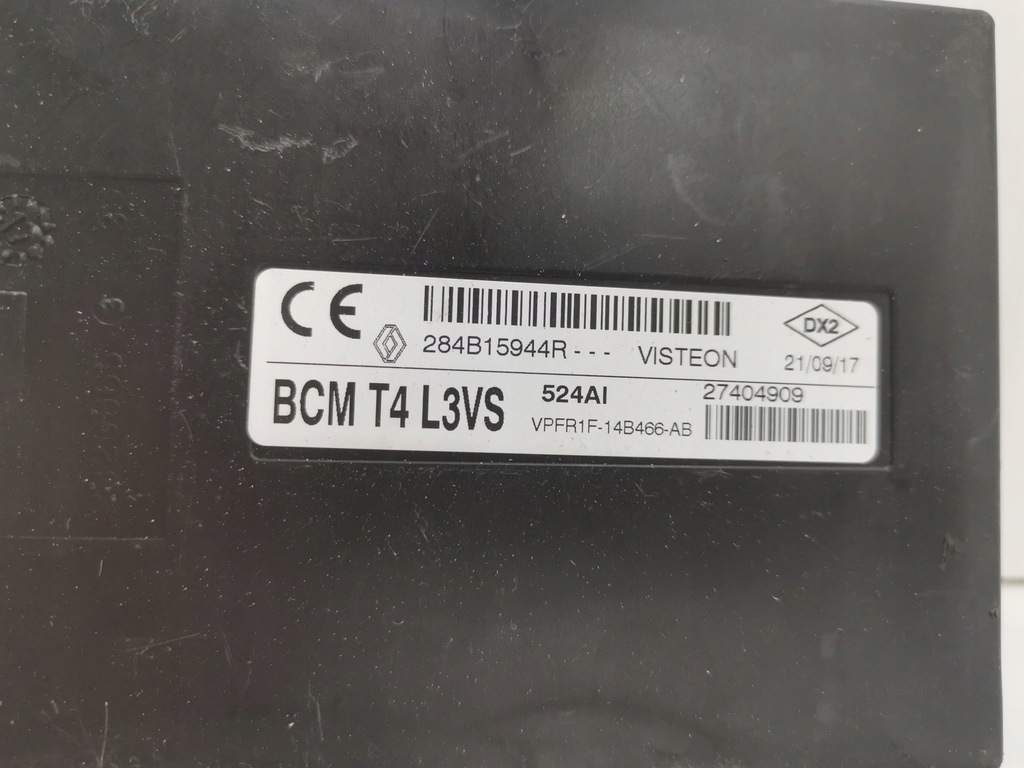 CE
284B15944R--- VISTEON
DX2
21/09/17
BCM T4 L3VS
524AI
27404909
VPFR1F-14B466-AB